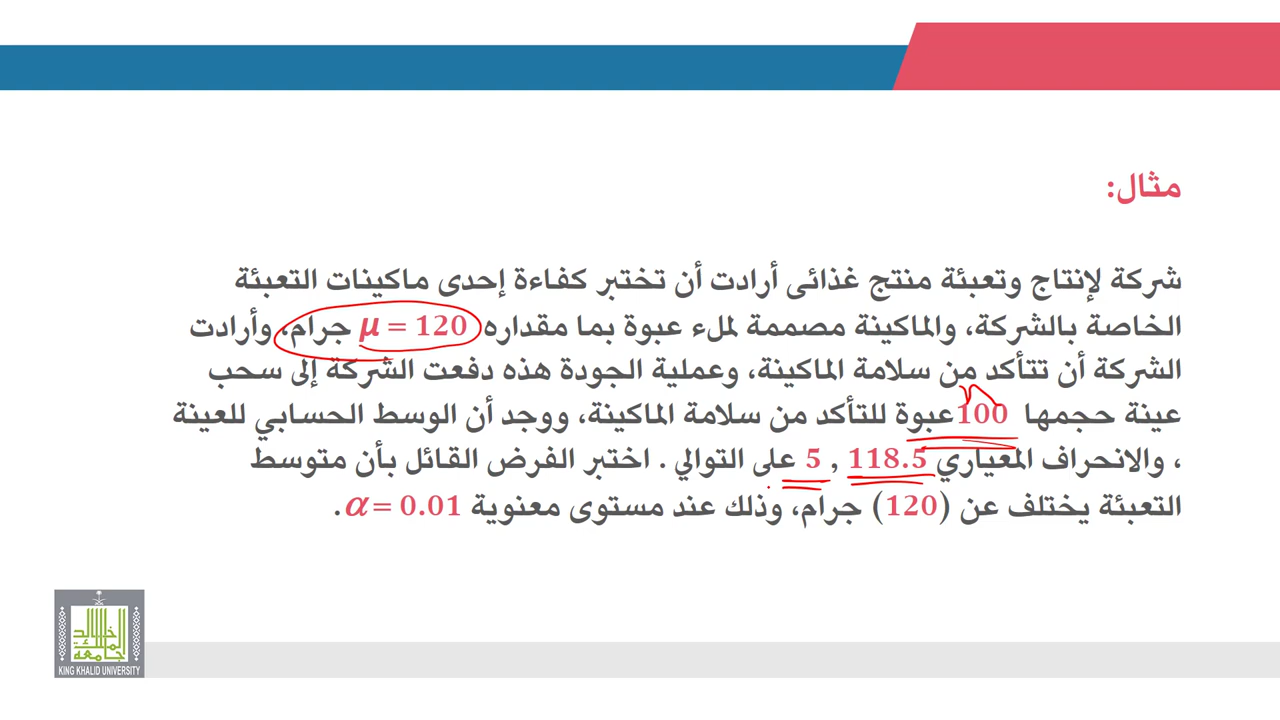 مثال:
شركة لإنتاج وتعبئة منتج غذائى أرادت أن تختبر كفاءة إحدى ماكينات التعبئة
الخاصة بالشركة، والماكينة مصممة لملء عبوة بما مقداره μ = 120 جرام، وأرادت
الشركة أن تتأكد من سلامة الماكينة، وعملية الجودة هذه دفعت الشركة إلى سحب
عينة حجمها 100 عبوة للتأكد من سلامة الماكينة، ووجد أن الوسط الحسابي للعينة
، والانحراف المعياري 118.5 , 5 على التوالي . اختبر الفرض القائل بأن متوسط
التعبئة يختلف عن (120) جرام، وذلك عند مستوى معنوية α = 0.01 .
جامعة الملك خالد
KING KHALID UNIVERSITY